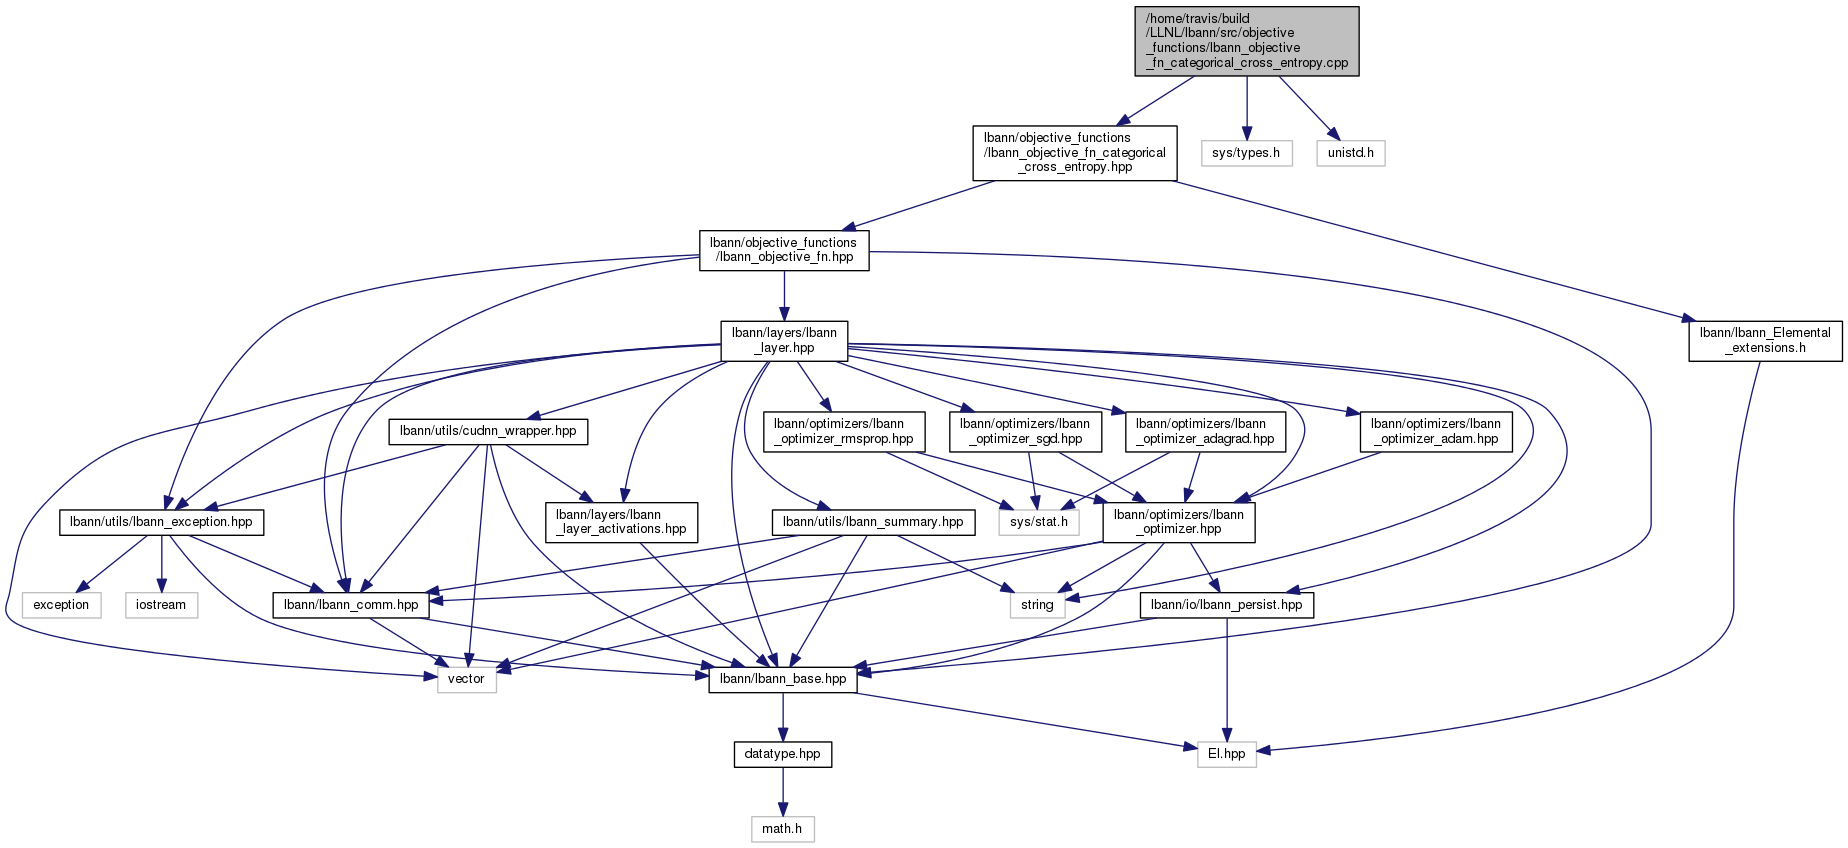 /home/travis/build
/LLNL/lbann/src/objective
_functions/lbann_objective
_fn_categorical_cross_entropy.cpp
lbann/objective_functions
/lbann_objective_fn_categorical
_cross_entropy.hpp
sys/types.h
unistd.h
lbann/objective_functions
/lbann_objective_fn.hpp
lbann/layers/lbann
_layer.hpp
lbann/lbann_Elemental
_extensions.h
lbann/utils/cudnn_wrapper.hpp
lbann/optimizers/lbann
_optimizer_rmsprop.hpp
lbann/optimizers/lbann
_optimizer_sgd.hpp
lbann/optimizers/lbann
_optimizer_adagrad.hpp
lbann/optimizers/lbann
_optimizer_adam.hpp
lbann/utils/lbann_exception.hpp
lbann/layers/lbann
_layer_activations.hpp
lbann/utils/lbann_summary.hpp
sys/stat.h
lbann/optimizers/lbann
_optimizer.hpp
exception
iostream
lbann/lbann_comm.hpp
string
lbann/io/lbann_persist.hpp
vector
lbann/lbann_base.hpp
datatype.hpp
El.hpp
math.h